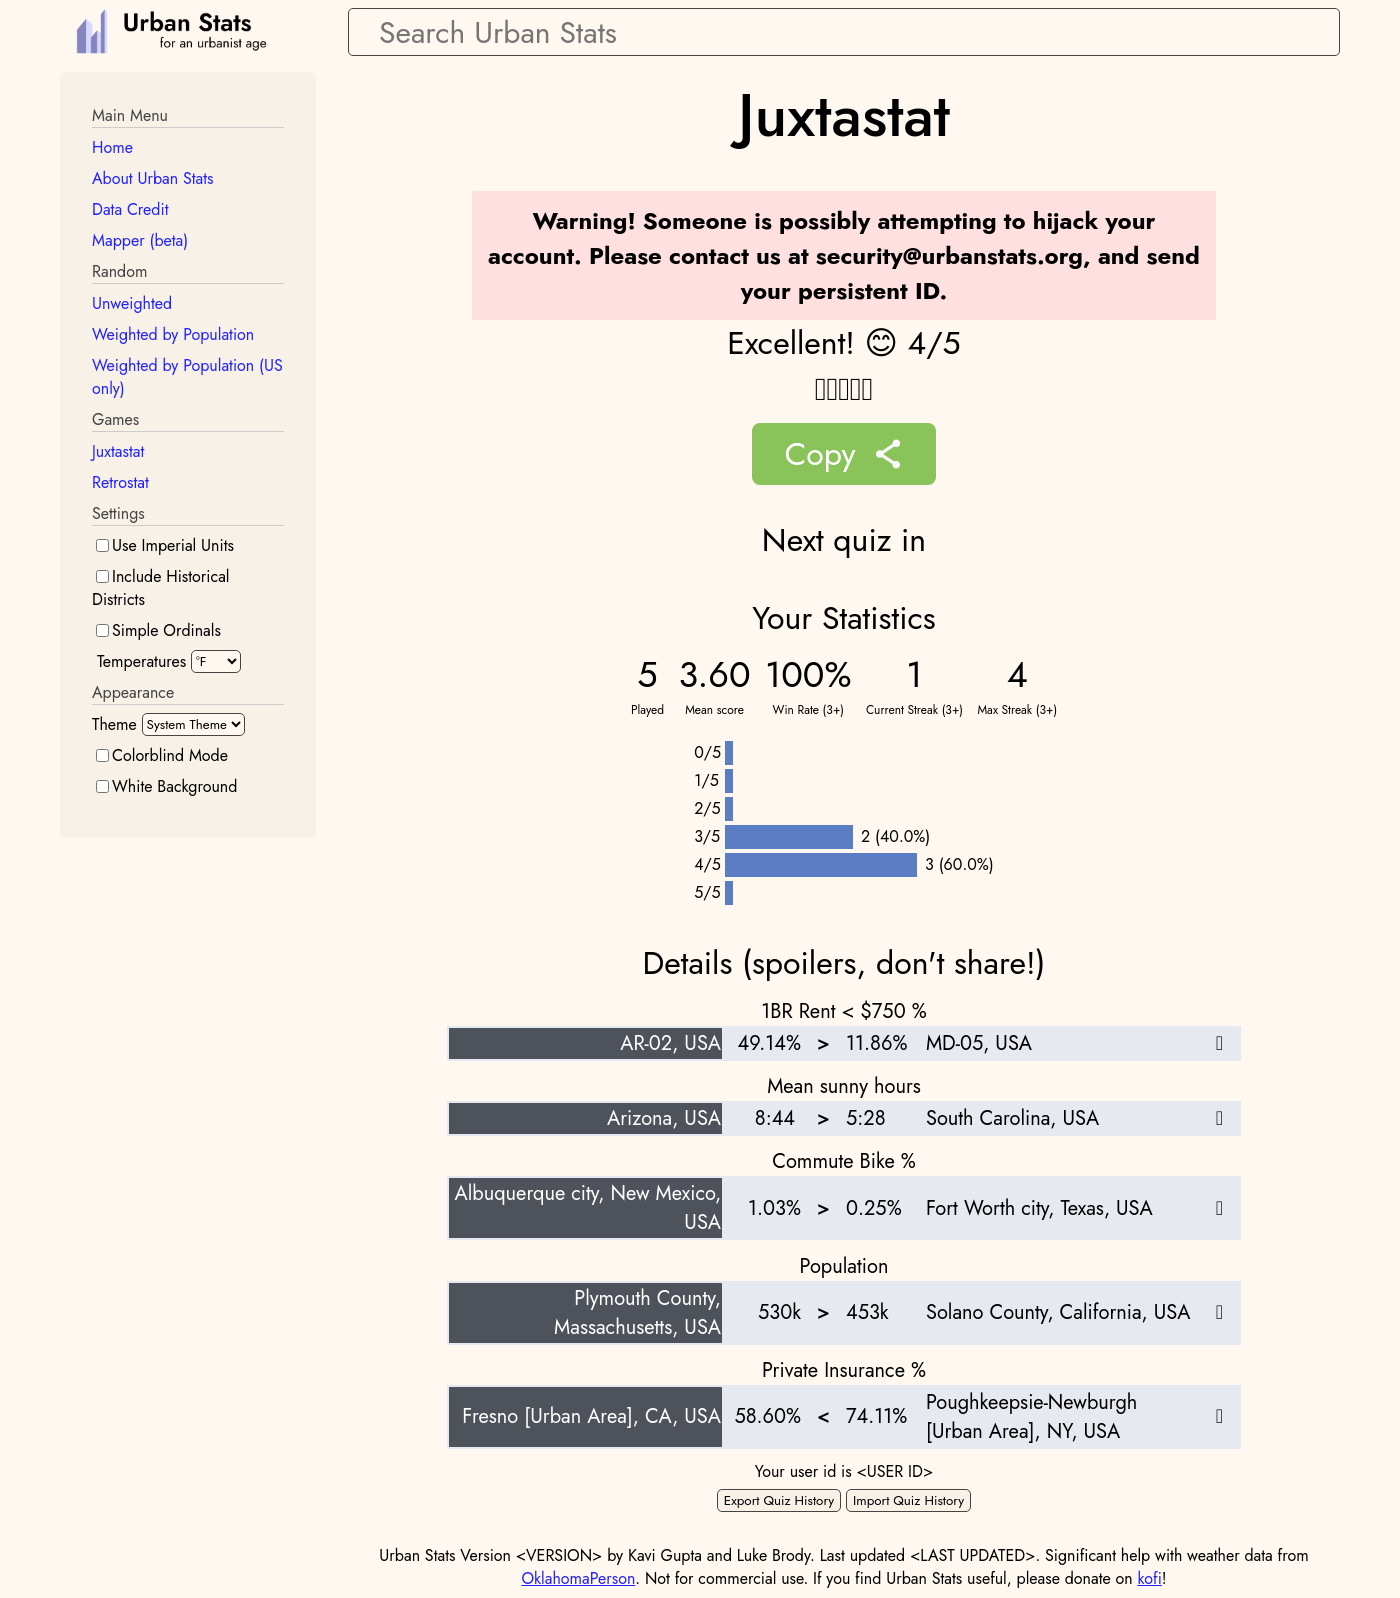 Urban Stats
for an urbanist age
Search Urban Stats
Main Menu
Home
About Urban Stats
Data Credit
Mapper (beta)
Random
Unweighted
Weighted by Population
Weighted by Population (US
only)
Games
Juxtastat
Retrostat
Settings
Use Imperial Units
Include Historical
Districts
Simple Ordinals
Temperatures °F
Appearance
Theme System Theme
Colorblind Mode
White Background
Juxtastat
Warning! Someone is possibly attempting to hijack your
account. Please contact us at security@urbanstats.org, and send
your persistent ID.
Excellent! 😊 4/5
Copy
Next quiz in
Your Statistics
5 3.60 100% 1 4
Played Mean score Win Rate (3+) Current Streak (3+) Max Streak (3+)
0/5
1/5
2/5
3/5 2 (40.0%)
4/5 3 (60.0%)
5/5
Details (spoilers, don't share!)
1BR Rent < $750 %
AR-02, USA 49.14% > 11.86% MD-05, USA
Mean sunny hours
Arizona, USA 8:44 > 5:28 South Carolina, USA
Commute Bike %
Albuquerque city, New Mexico,
USA 1.03% > 0.25% Fort Worth city, Texas, USA
Population
Plymouth County,
Massachusetts, USA 530k > 453k Solano County, California, USA
Private Insurance %
Fresno [Urban Area], CA, USA 58.60% < 74.11% Poughkeepsie-Newburgh
[Urban Area], NY, USA
Your user id is <USER ID>
Export Quiz History Import Quiz History
Urban Stats Version <VERSION> by Kavi Gupta and Luke Brody. Last updated <LAST UPDATED>. Significant help with weather data from
OklahomaPerson. Not for commercial use. If you find Urban Stats useful, please donate on kofi!